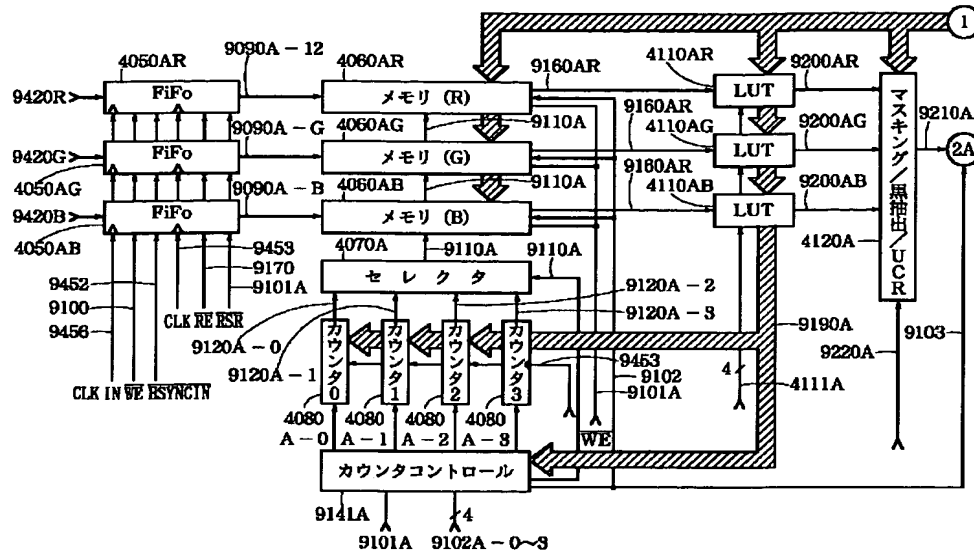 1
9090A-12
4050AR
4060AR
9160AR
4110AR
9200AR
9420R
FiFo
メモリ(R)
LUT
9090A-G
4060AG
9110A
9160AR
4110AG
9200AG
9210A
9420G
FiFo
メモリ(G)
LUT
2A
4050AG
9090A-B
4060AB
9110A
9160AR
4110AB
9200AB
9420B
FiFo
メモリ(B)
LUT
マスキング/黒抽出/UCR
4050AB
9453
4070A
9110A
9110A
4120A
9452
9170
セレクタ
9120A-2
9100
9101A
9120A-3
9456
CLK RE RSR
カウンタ0
カウンタ1
カウンタ2
カウンタ3
9190A
9103
9120A-0
9453
9220A
9120A-1
9102
4
CLK IN WE RSYNCIN
9101A
4111A
4080A-0
4080A-1
4080A-2
4080A-3
WE
カウンタコントロール
9141A
4
9101A
9102A-0~3